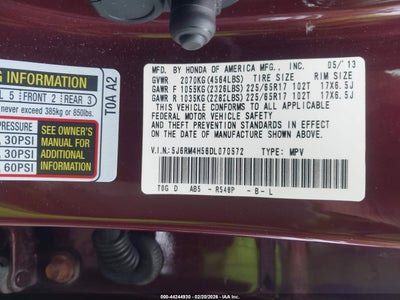 MFD. BY HONDA OF AMERICA MFG., INC. 05/'13
GVWR 2070KG(4564LBS) TIRE SIZE RIM SIZE
GAWR F 1055KG(2326LBS) 225/65R17 102T 17X6.5J
GAWR R 1035KG(2282LBS) 225/65R17 102T 17X6.5J
THIS VEHICLE CONFORMS TO ALL APPLICABLE
FEDERAL MOTOR VEHICLE SAFETY AND THEFT
PREVENTION STANDARDS IN EFFECT ON THE DATE OF
MANUFACTURE SHOWN ABOVE.
V.I.N.:5J6RM4H56DL070572 TYPE: MPV
T0G D AB5 - R548P - B - L
G INFORMATION
L 5 FRONT 2 REAR 3
never exceed 385kg or 850lbs.
T0A A2
PRESSURE
30PSI
30PSI
60PSI
SEE OWNER'S
MANUAL FOR
ADDITIONAL
INFORMATION
000-44244930 - 02/20/2026 - IAA